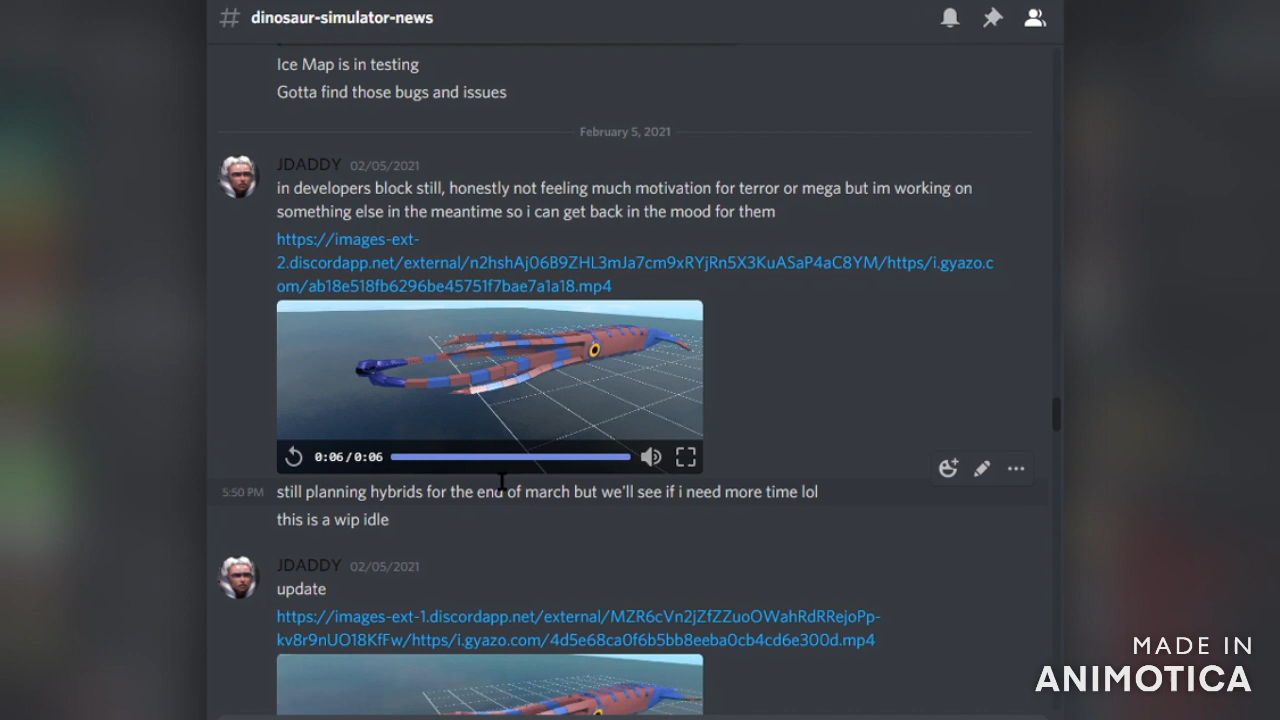 # dinosaur-simulator-news
Ice Map is in testing
Gotta find those bugs and issues
February 5, 2021
JDADDY 02/05/2021
in developers block still, honestly not feeling much motivation for terror or mega but im working on
something else in the meantime so i can get back in the mood for them
https://images-ext-
2.discordapp.net/external/n2hshAj06B9ZHL3mJa7cm9xRYjRn5X3KuASaP4aC8YM/https/i.gyazo.c
om/ab18e518fb6296be45751f7bae7a1a18.mp4
0:06/0:06
5:50 PM still planning hybrids for the end of march but we'll see if i need more time lol
this is a wip idle
JDADDY 02/05/2021
update
https://images-ext-1.discordapp.net/external/MZR6cVn2jZfZZuoOWahRdRRejoPp-
kv8r9nUO18KfFw/https/i.gyazo.com/4d5e68ca0f6b5bb8eeba0cb4cd6e300d.mp4
MADE IN
ANIMOTICA